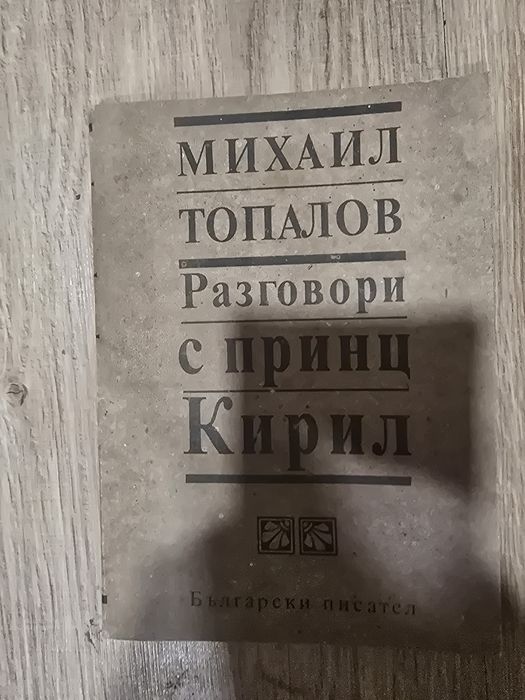 МИХАИЛ
ТОПАЛОВ
Разговори
с принц
Кирил
Български писател